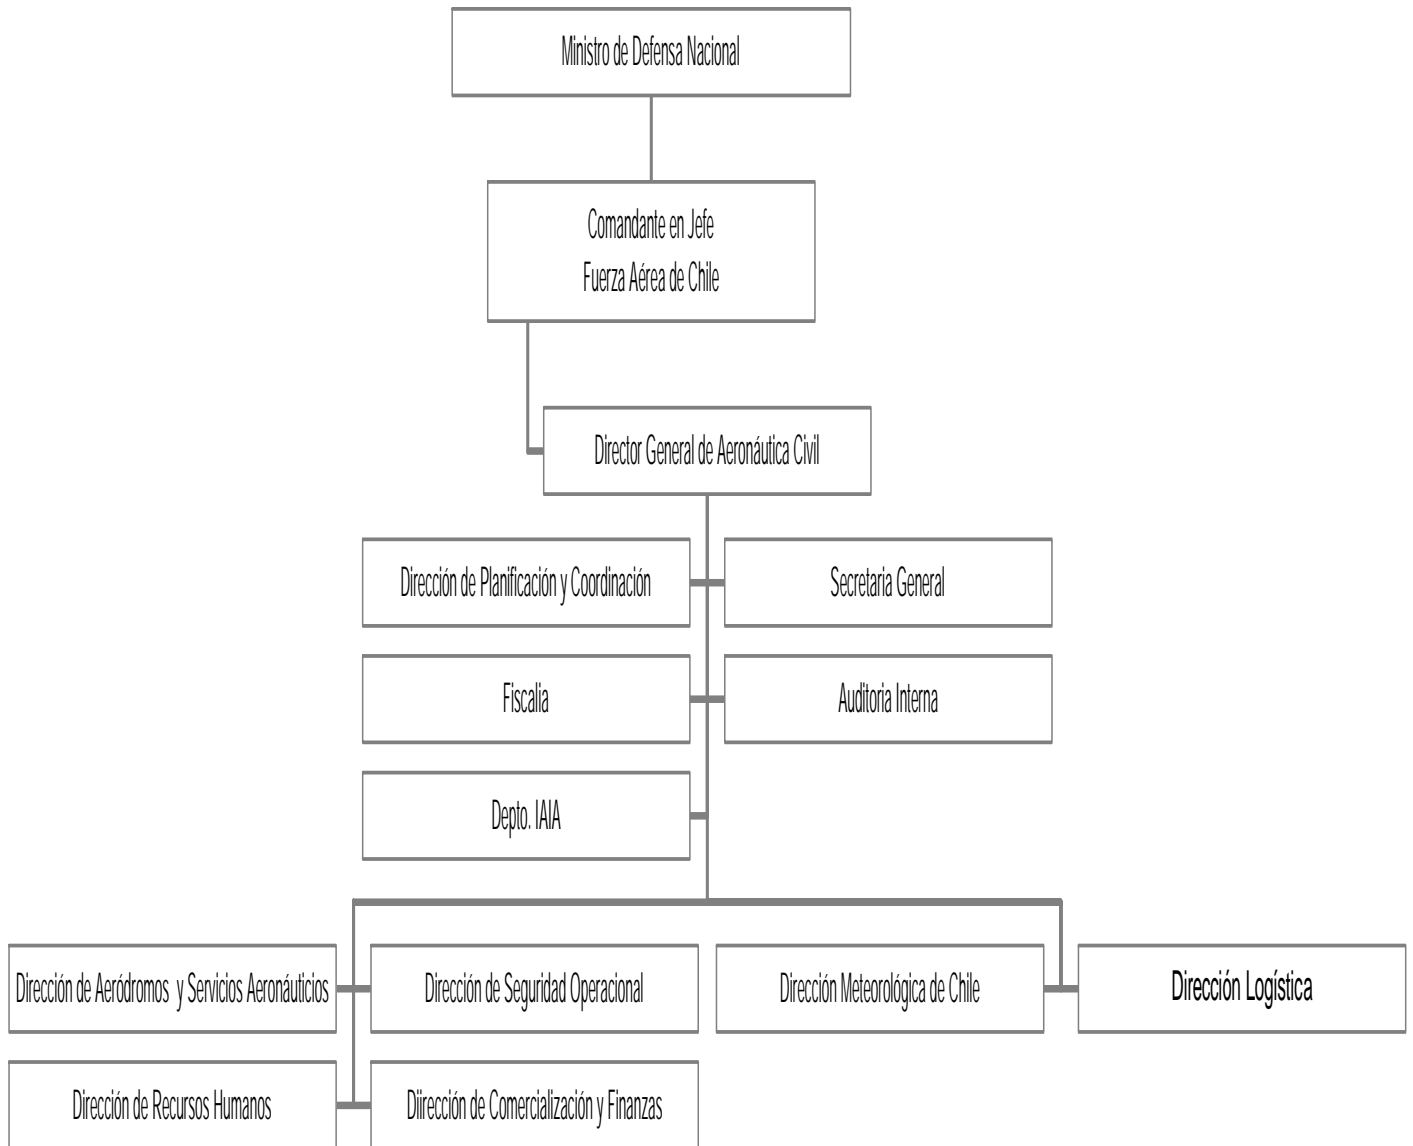 Ministro de Defensa Nacional
Comandante en Jefe
Fuerza Aérea de Chile
Director General de Aeronáutica Civil
Dirección de Planificación y Coordinación
Secretaria General
Fiscalia
Auditoria Interna
Depto. IAIA
Dirección de Aeródromos y Servicios Aeronáuticios
Dirección de Seguridad Operacional
Dirección Meteorológica de Chile
Dirección Logística
Dirección de Recursos Humanos
Diirección de Comercialización y Finanzas